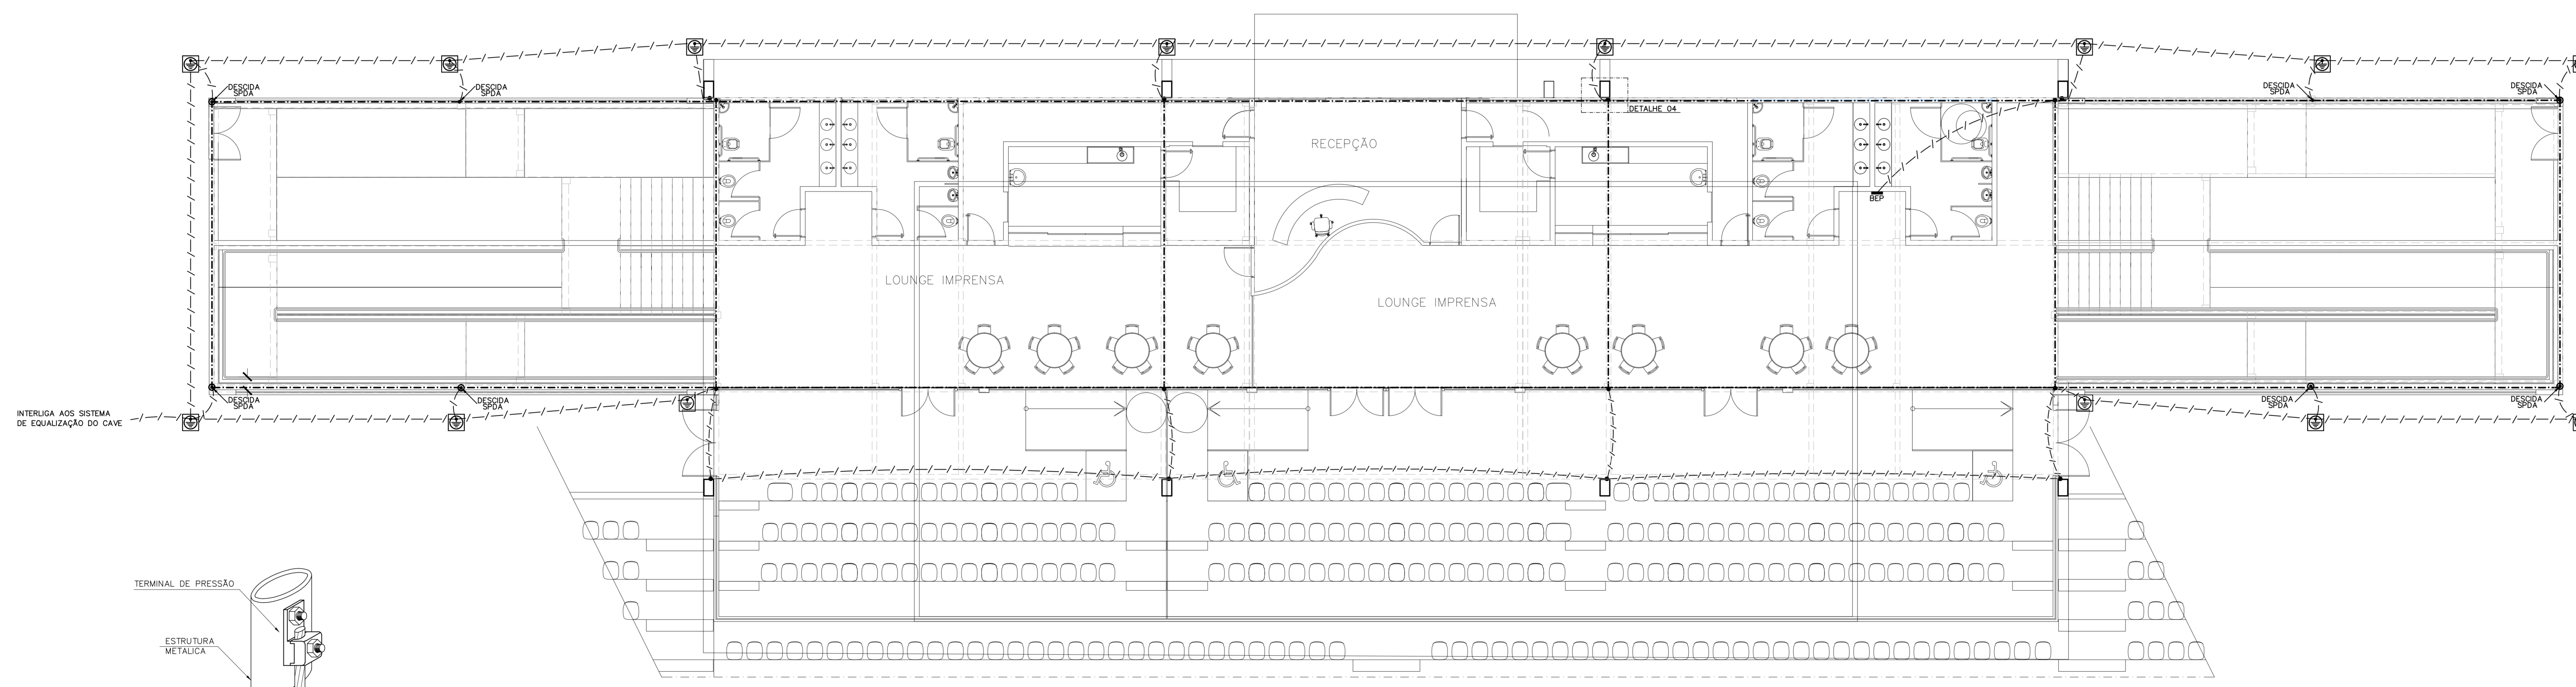 DESCIDA
SPDA
DESCIDA
SPDA
DESCIDA
SPDA
DESCIDA
SPDA
DETALHE 04
RECEPÇÃO
BEP
LOUNGE IMPRENSA
LOUNGE IMPRENSA
DESCIDA
SPDA
DESCIDA
SPDA
DESCIDA
SPDA
DESCIDA
SPDA
INTERLIGA AOS SISTEMA
DE EQUALIZAÇÃO DO CAVE
TERMINAL DE PRESSÃO
ESTRUTURA
METALICA